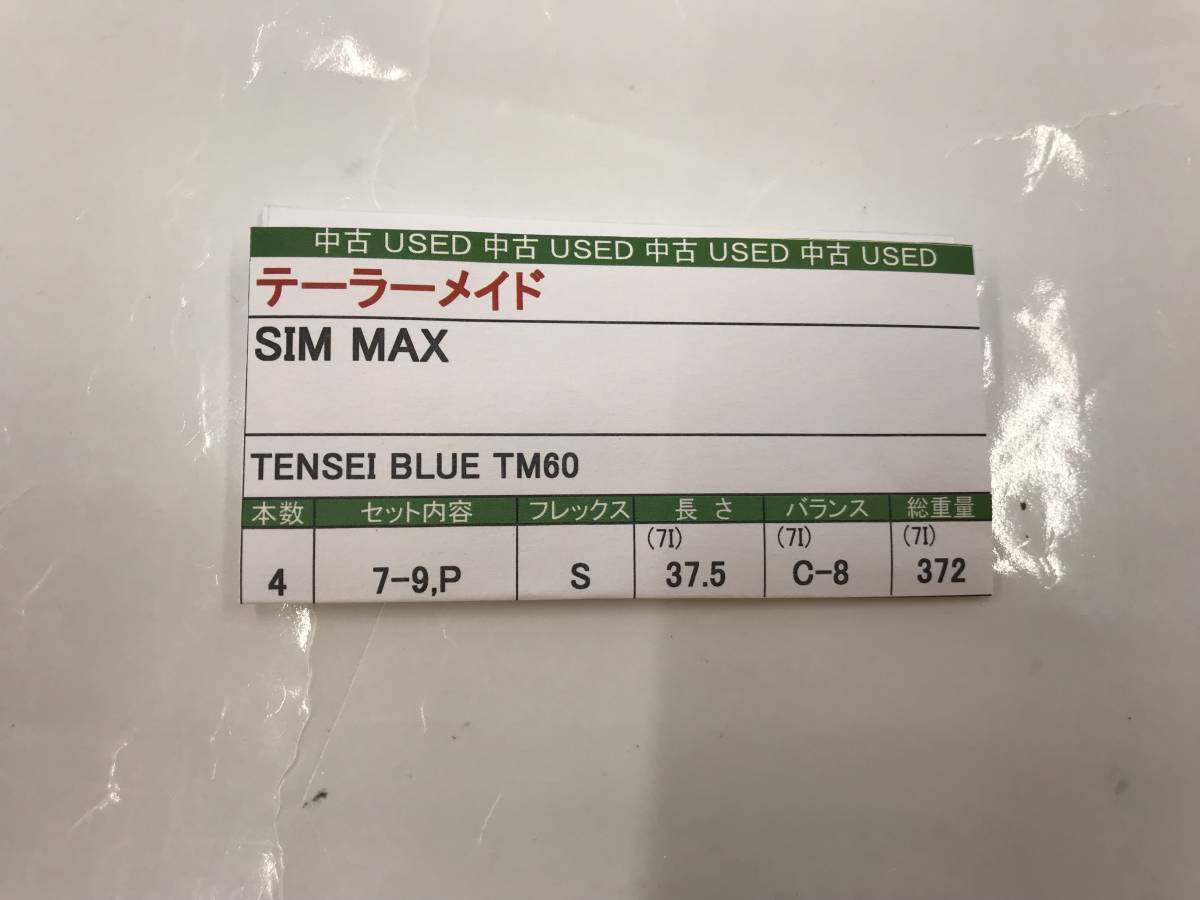 中古 USED 中古 USED 中古 USED 中古 USED
テーラーメイド
SIM MAX
TENSEI BLUE TM60
本数 セット内容 フレックス 長さ バランス 総重量
(7I) (7I) (7I)
4 7-9,P S 37.5 C-8 372